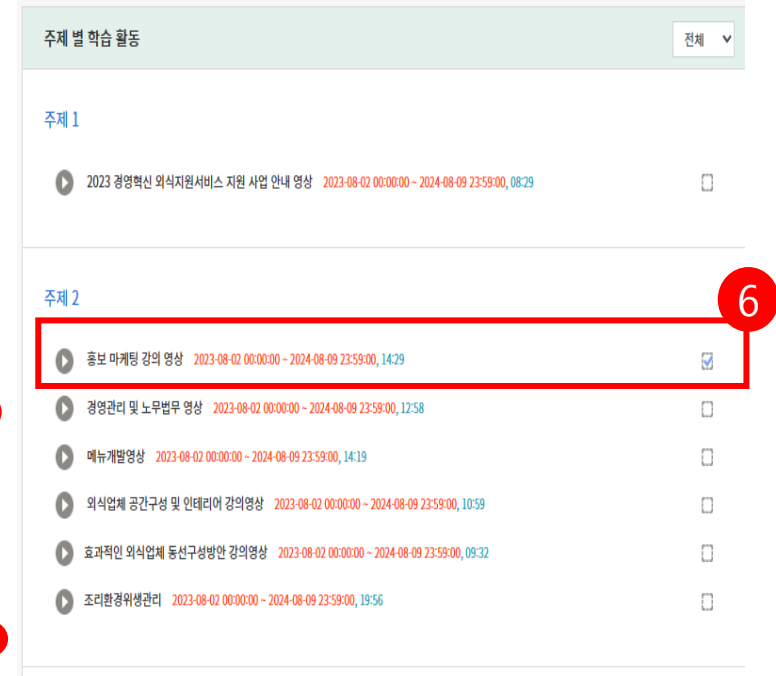 주제 별 학습 활동 전체
주제 1
2023 경영혁신 외식지원서비스 지원 사업 안내 영상 2023-08-02 00:00:00 ~ 2024-08-09 23:59:00, 08:29
주제 2
6
홍보 마케팅 강의 영상 2023-08-02 00:00:00 ~ 2024-08-09 23:59:00, 14:29
경영관리 및 노무법무 영상 2023-08-02 00:00:00 ~ 2024-08-09 23:59:00, 12:58
메뉴개발영상 2023-08-02 00:00:00 ~ 2024-08-09 23:59:00, 14:19
외식업체 공간구성 및 인테리어 강의영상 2023-08-02 00:00:00 ~ 2024-08-09 23:59:00, 10:59
효과적인 외식업체 동선구성방안 강의영상 2023-08-02 00:00:00 ~ 2024-08-09 23:59:00, 09:32
조리환경위생관리 2023-08-02 00:00:00 ~ 2024-08-09 23:59:00, 19:56